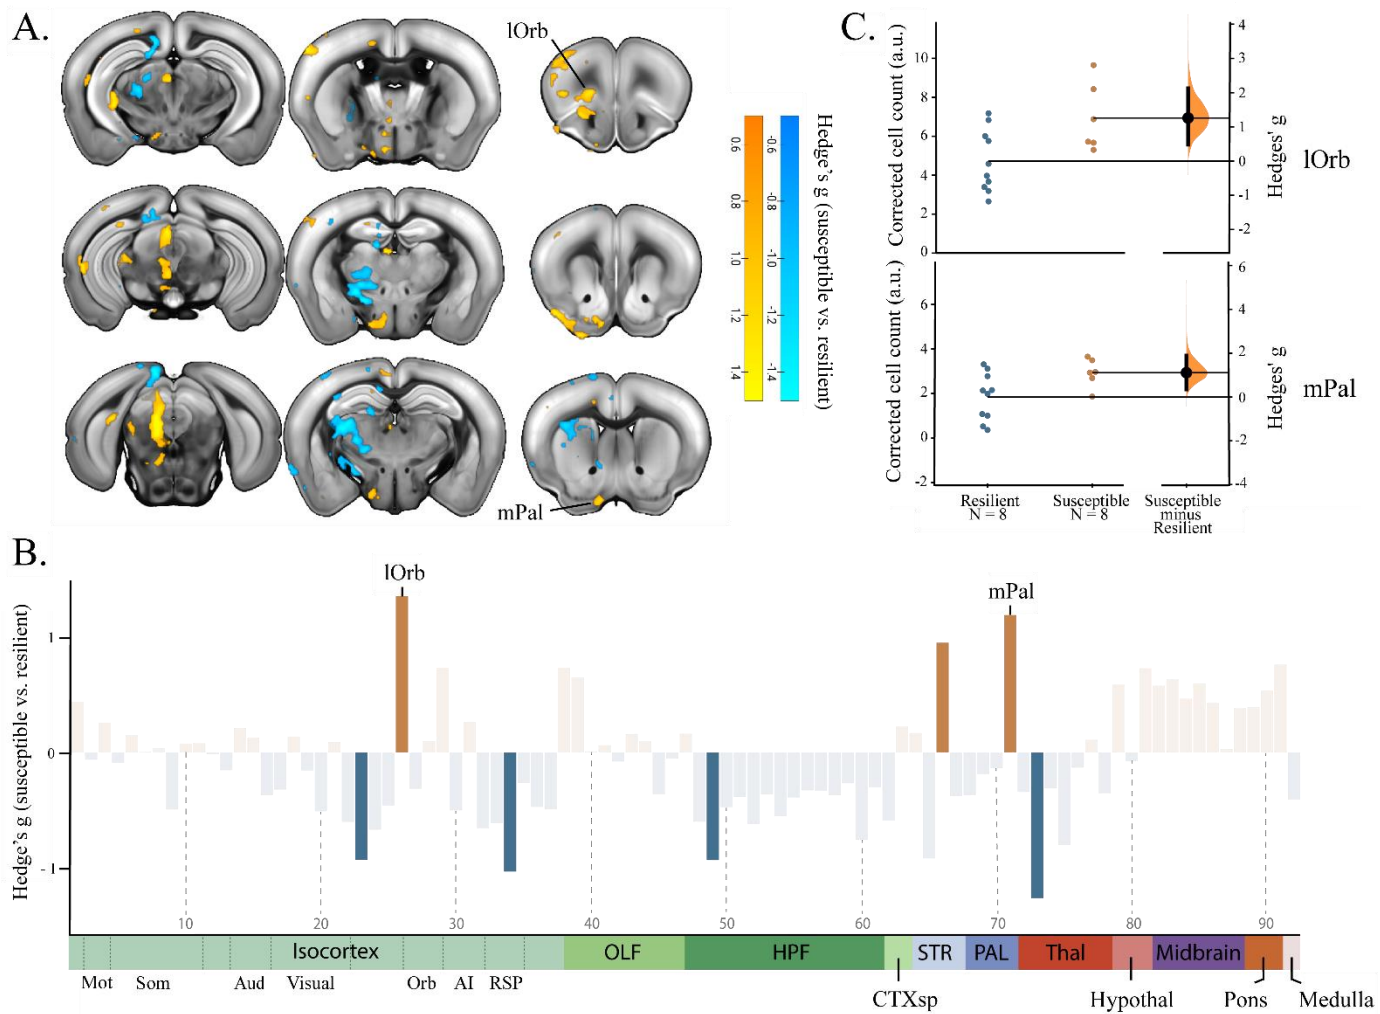 A.
lOrb
mPal
0.6
0.8
1.0
1.2
1.4
-0.6
-0.8
-1.0
-1.2
-1.4
Hedge's g (susceptible vs. resilient)
C.
Corrected cell count (a.u.)
10
8
6
4
2
0
4
3
2
1
0
-1
-2
Hedges' g
lOrb
Corrected cell count (a.u.)
6
4
2
0
-2
6
4
2
0
-2
-4
Hedges' g
mPal
Resilient
N = 8
Susceptible
N = 8
Susceptible
minus
Resilient
B.
Hedge's g (susceptible vs. resilient)
1
0
-1
lOrb
mPal
10
20
30
40
50
60
70
80
90
Isocortex
OLF
HPF
STR
PAL
Thal
Midbrain
Mot
Som
Aud
Visual
Orb
AI
RSP
CTXsp
Hypothal
Pons
Medulla